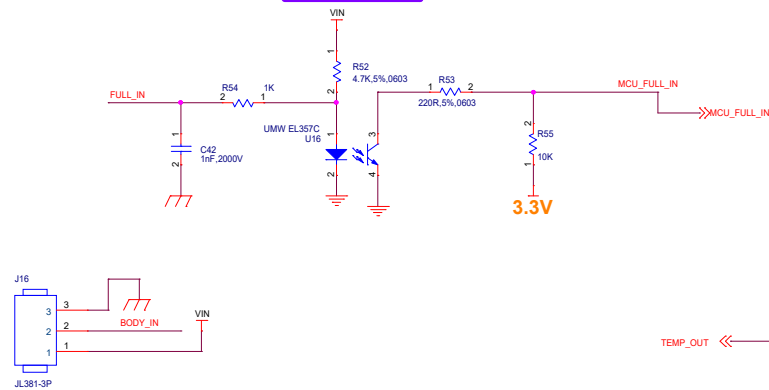 VIN
R52
4.7K,5%,0603
1
2
FULL_IN
R54
1K
2
1
R53
1
2
220R,5%,0603
MCU_FULL_IN
MCU_FULL_IN
UMW EL357C
U16
1
2
3
4
C42
1nF,2000V
1
2
R55
10K
2
1
3.3V
J16
3
3
2
2
BODY_IN
1
1
VIN
JL381-3P
TEMP_OUT